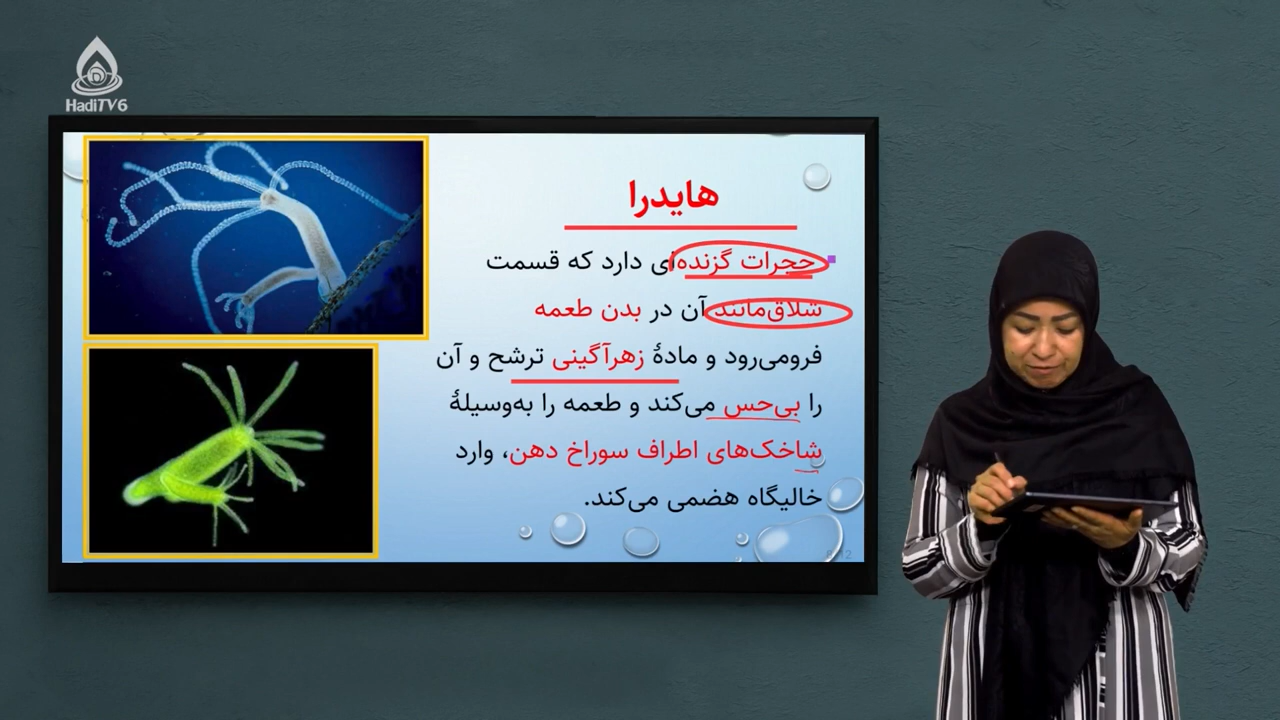 HadiTV6
هایدرا
حجرات گزنده‌ای دارد که قسمت
شلاق‌مانند آن در بدن طعمه
فرومی‌رود و مادهٔ زهرآگینی ترشح و آن
را بی‌حس می‌کند و طعمه را به‌وسیلهٔ
شاخک‌های اطراف سوراخ دهن، وارد
خالیگاه هضمی می‌کند.